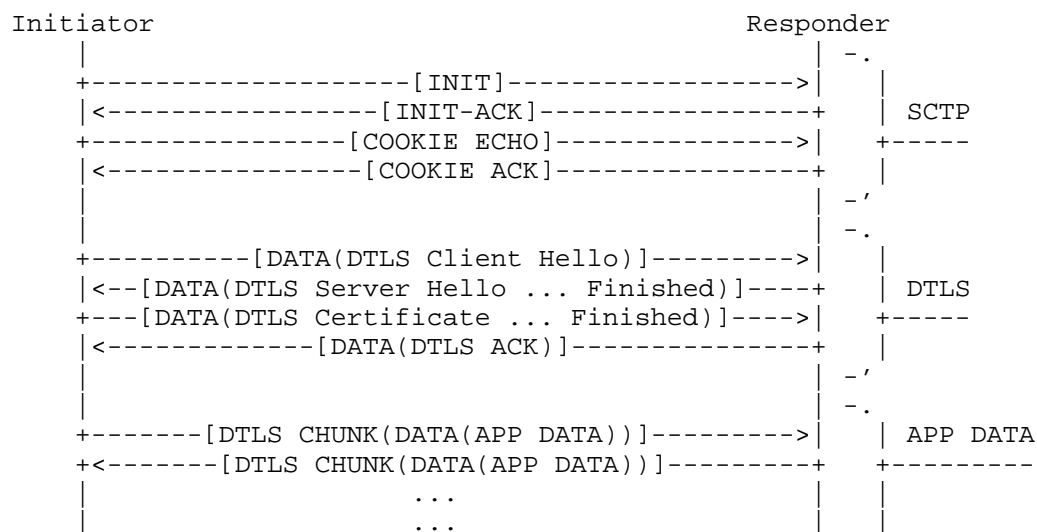 Initiator                                     Responder
    |                                             | -.
    +--------------------[INIT]------------------>|   |
    |<-----------------[INIT-ACK]-----------------+   | SCTP
    +----------------[COOKIE ECHO]--------------->|   +-----
    |<----------------[COOKIE ACK]----------------+   |
    |                                             | -'
    |                                             | -.
    +----------[DATA(DTLS Client Hello)]--------->|   |
    |<--[DATA(DTLS Server Hello ... Finished)]----+   | DTLS
    +---[DATA(DTLS Certificate ... Finished)]---->|   +-----
    |<-------------[DATA(DTLS ACK)]---------------+   |
    |                                             | -'
    |                                             | -.
    +-------[DTLS CHUNK(DATA(APP DATA))]--------->|   | APP DATA
    +<-------[DTLS CHUNK(DATA(APP DATA))]---------+   +---------
    |                    ...                      |   |
    |                    ...                      |   |